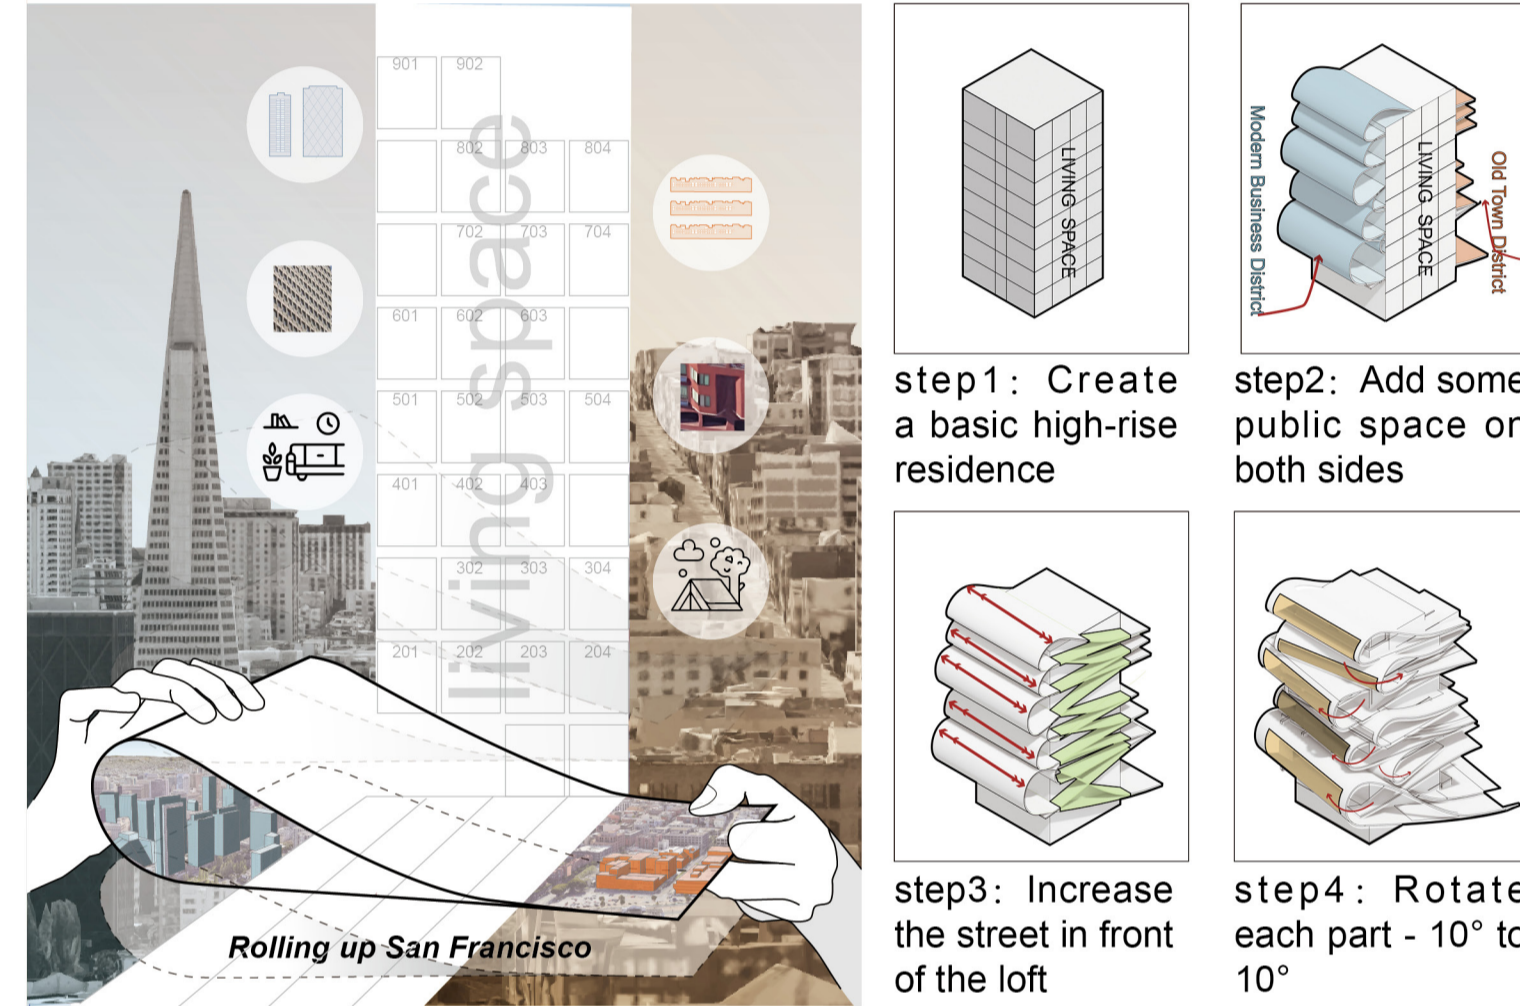 901 902
802 803 804
702 703 704
601 602 603
501 502 503 504
401 402 403
302 303 304
201 202 203 204
living space
Rolling up San Francisco
LIVING SPACE
step1: Create
a basic high-rise
residence
Modern Business District
LIVING SPACE
Old Town District
step2: Add some
public space on
both sides
step3: Increase
the street in front
of the loft
step4: Rotate
each part - 10° to
10°